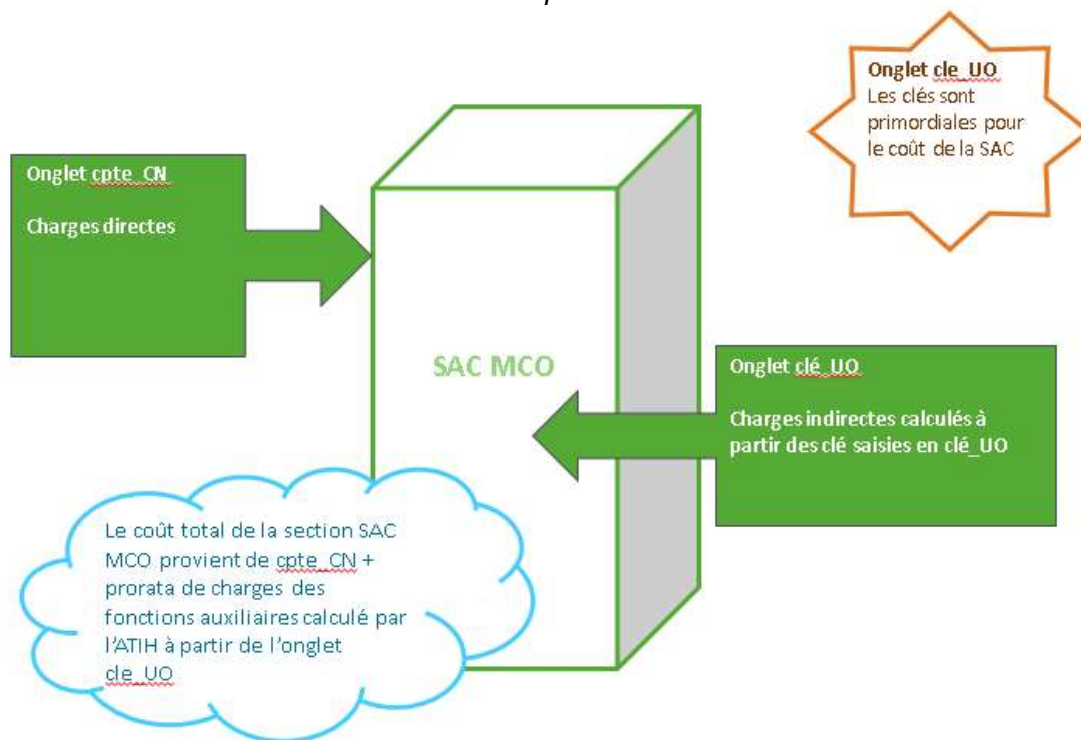 Onglet cle_UO
Les clés sont
primordiales pour
le coût de la SAC
Onglet cpte_CN
Charges directes
SAC MCO
Onglet clé_UO
Charges indirectes calculés à
partir des clé saisies en clé_UO
Le coût total de la section SAC
MCO provient de cpte_CN +
prorata de charges des
fonctions auxiliaires calculé par
l'ATIH à partir de l'onglet
cle_UO